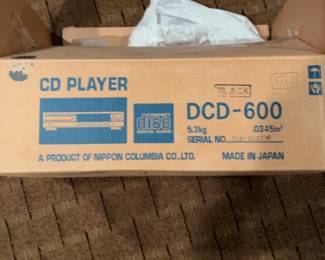 CD PLAYER
BLACK
disc
DIGITAL AUDIO
DCD-600
5.3kg .0345m³
SERIAL NO.
A PRODUCT OF NIPPON COLUMBIA CO.,LTD. MADE IN JAPAN